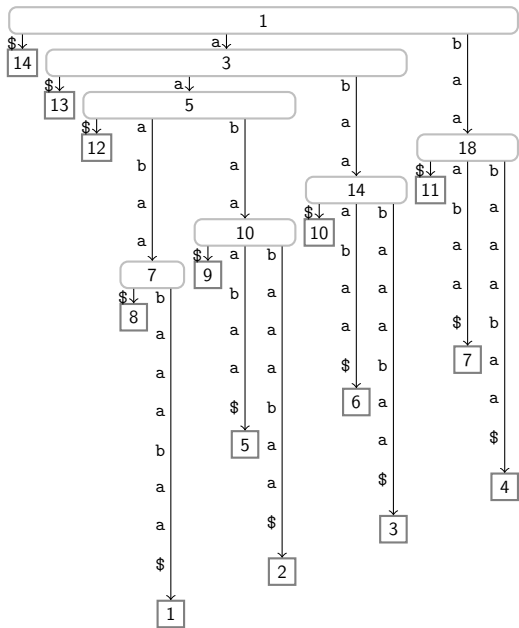 1
$ a b
14 3
a
$ a b
13 5
a a
$ a b
12 18
a
b a
$ a b
14 11
a a b a
$ a b
10 10
a
b a a a
$ a b
7 9
a a a a
b a
$ b
8
a a $ b
a a a
7 a
$ b
a a a
6 a a
$ b
a
a $
5 a
b
a a $ 4
a $ 3
$ 2
1